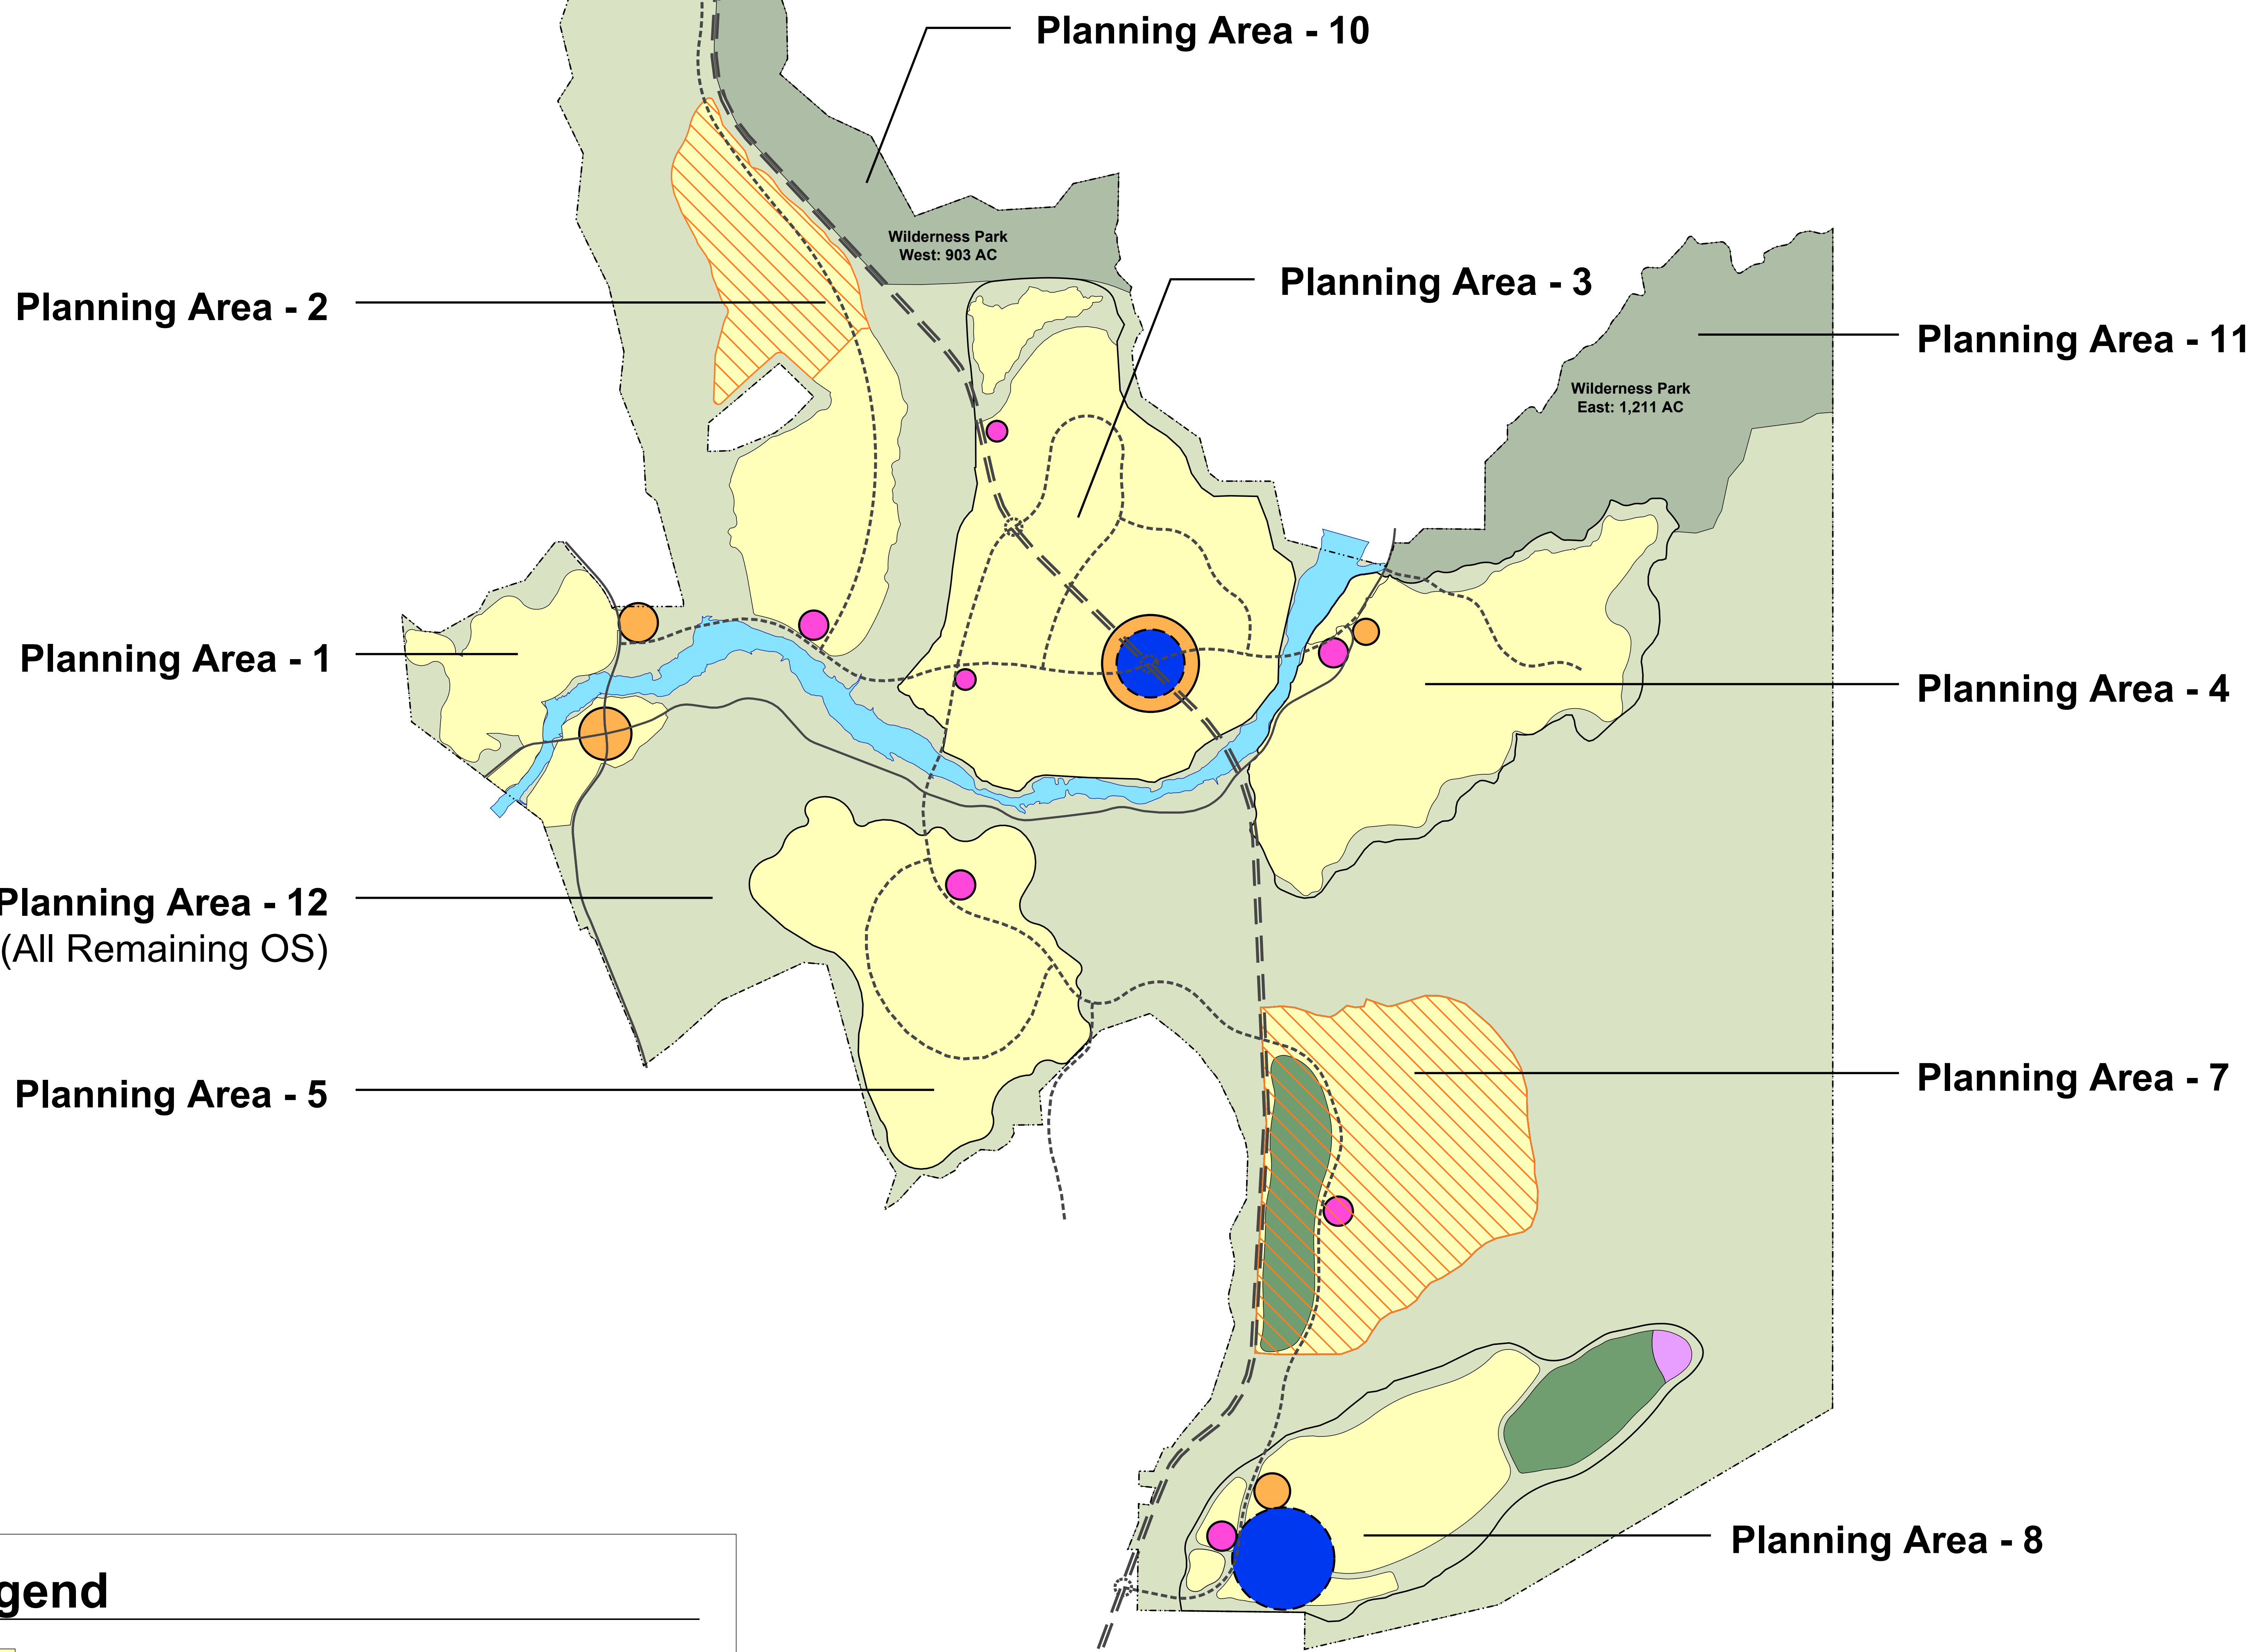 Planning Area - 10
Wilderness Park
West: 903 AC
Planning Area - 3
Planning Area - 2
Planning Area - 11
Wilderness Park
East: 1,211 AC
Planning Area - 1
Planning Area - 4
Planning Area - 12
(All Remaining OS)
Planning Area - 5
Planning Area - 7
Planning Area - 8
gend